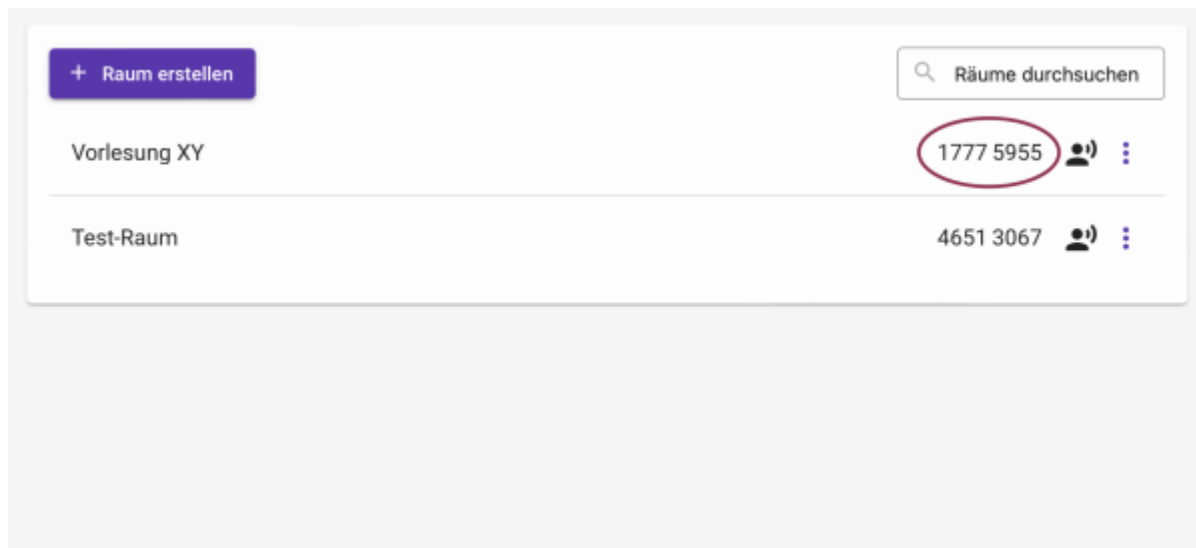 + Raum erstellen
Räume durchsuchen
Vorlesung XY 1777 5955
Test-Raum 4651 3067